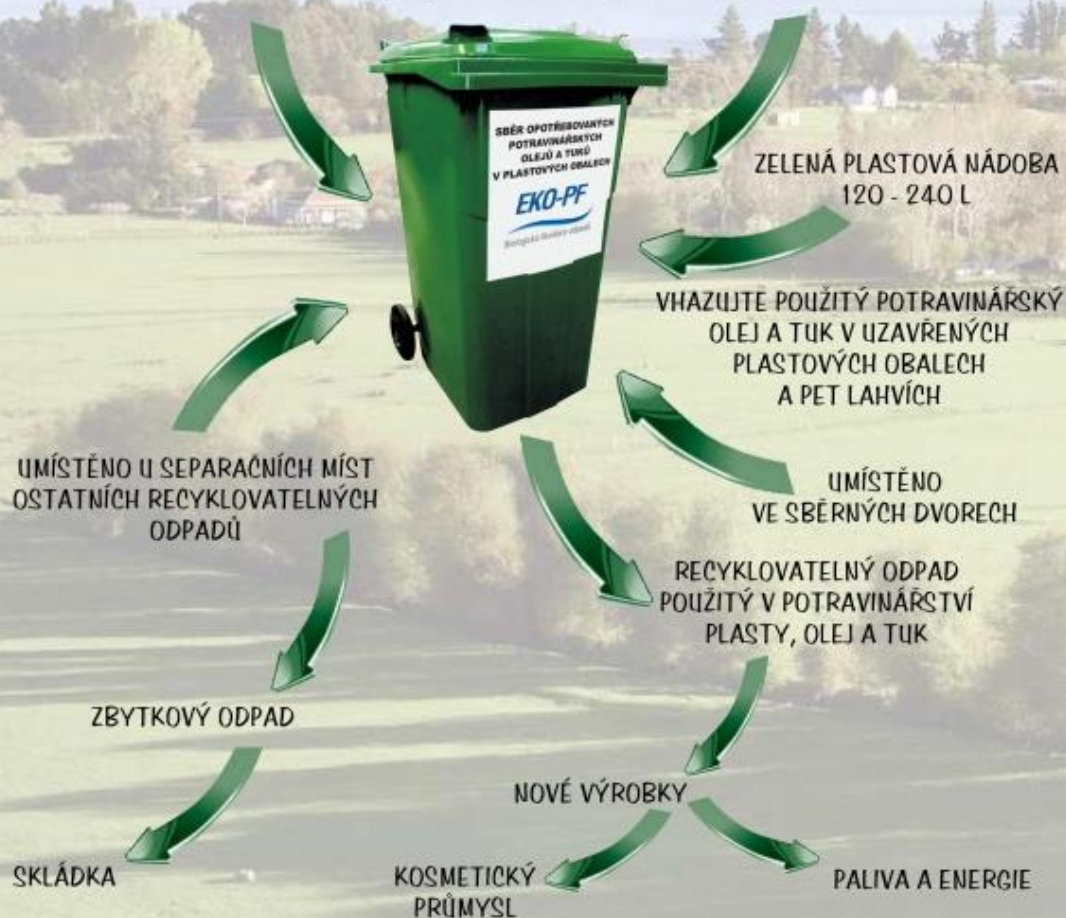 SBĚR OPOTŘEBOVANÝCH
POTRAVINÁŘSKÝCH
OLEJŮ A TUKŮ
V PLASTOVÝCH OBALECH
EKO-PF
ZELENÁ PLASTOVÁ NÁDOBA
120 - 240 L
VHAZUJTE POUŽITÝ POTRAVINÁŘSKÝ
OLEJ A TUK V UZAVŘENÝCH
PLASTOVÝCH OBALECH
A PET LAHVÍCH
UMÍSTĚNO U SEPARAČNÍCH MÍST
OSTATNÍCH RECYKLOVATELNÝCH
ODPADŮ
UMÍSTĚNO
VE SBĚRNÝCH DVORECH
RECYKLOVATELNÝ ODPAD
POUŽITÝ V POTRAVINÁŘSTVÍ
PLASTY, OLEJ A TUK
ZBYTKOVÝ ODPAD
NOVÉ VÝROBKY
SKLÁDKA
KOSMETICKÝ
PRŮMYSL
PALIVA A ENERGIE